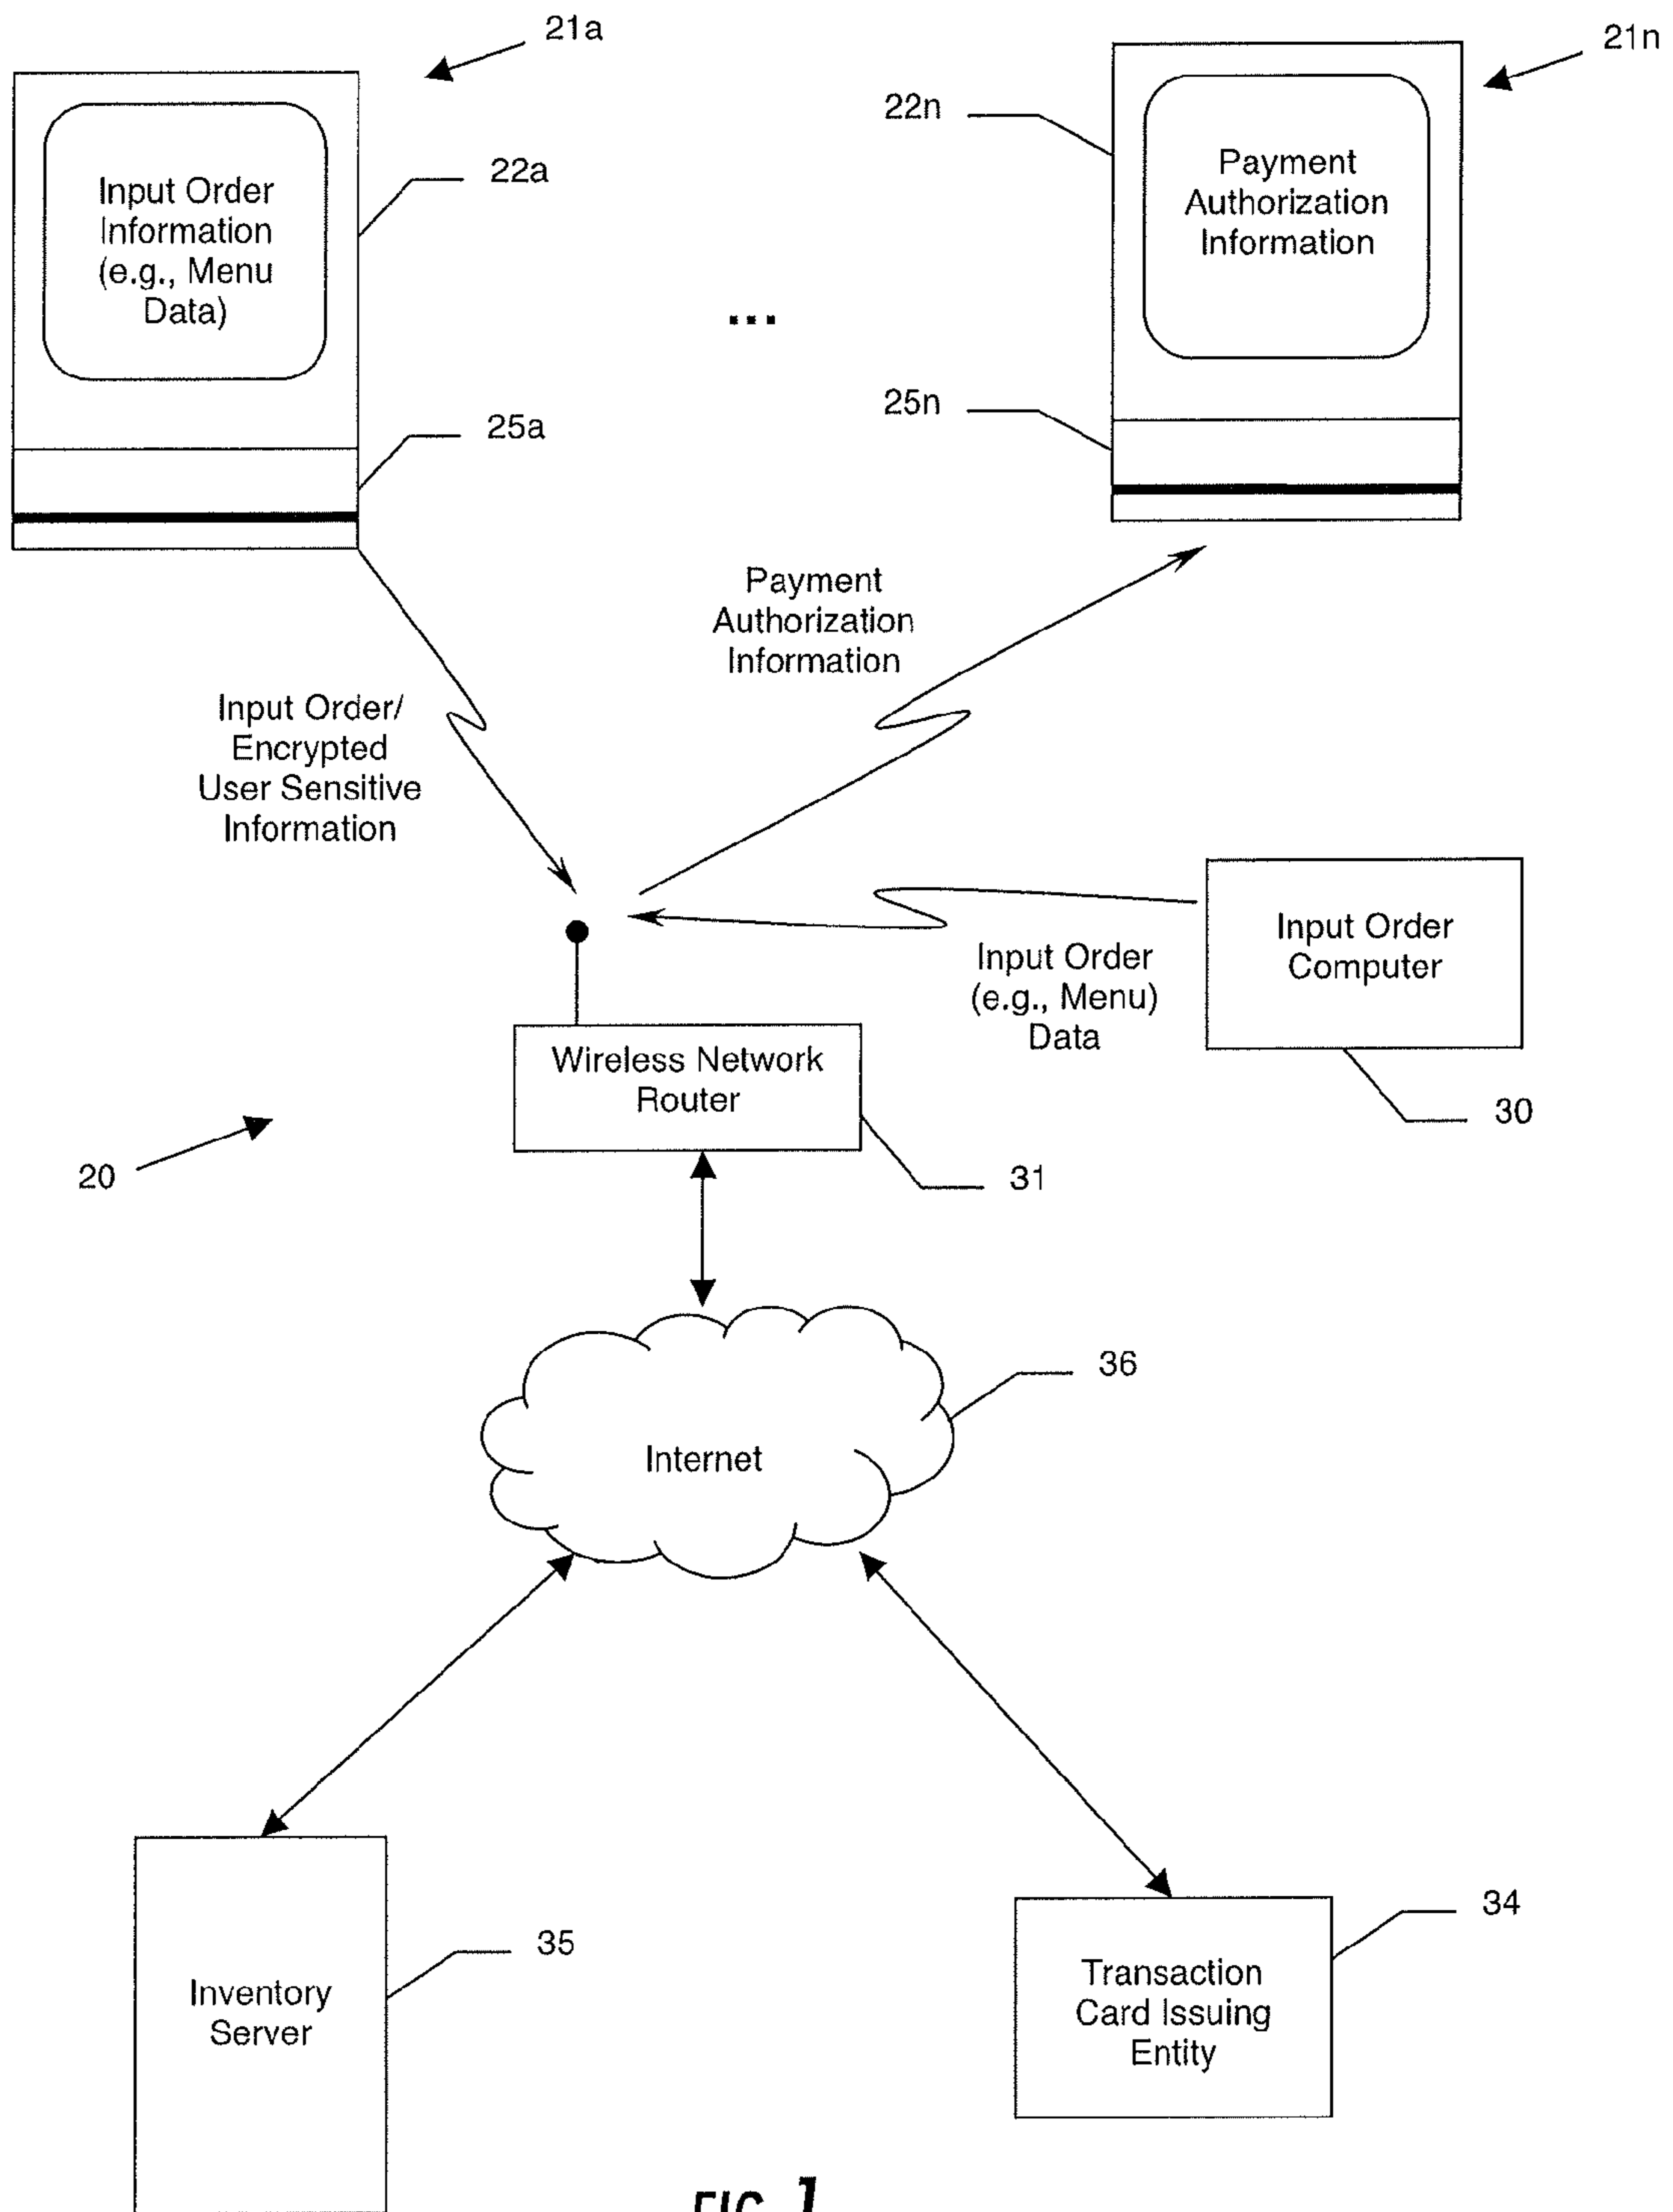 21a
21n
22n
Payment
Authorization
Information
22a
Input Order
Information
(e.g., Menu
Data)
...
25n
25a
Payment
Authorization
Information
Input Order/
Encrypted
User Sensitive
Information
Input Order
Computer
Input Order
(e.g., Menu)
Data
Wireless Network
Router
30
20
31
36
Internet
34
35
Transaction
Card Issuing
Entity
Inventory
Server
FIG. 1